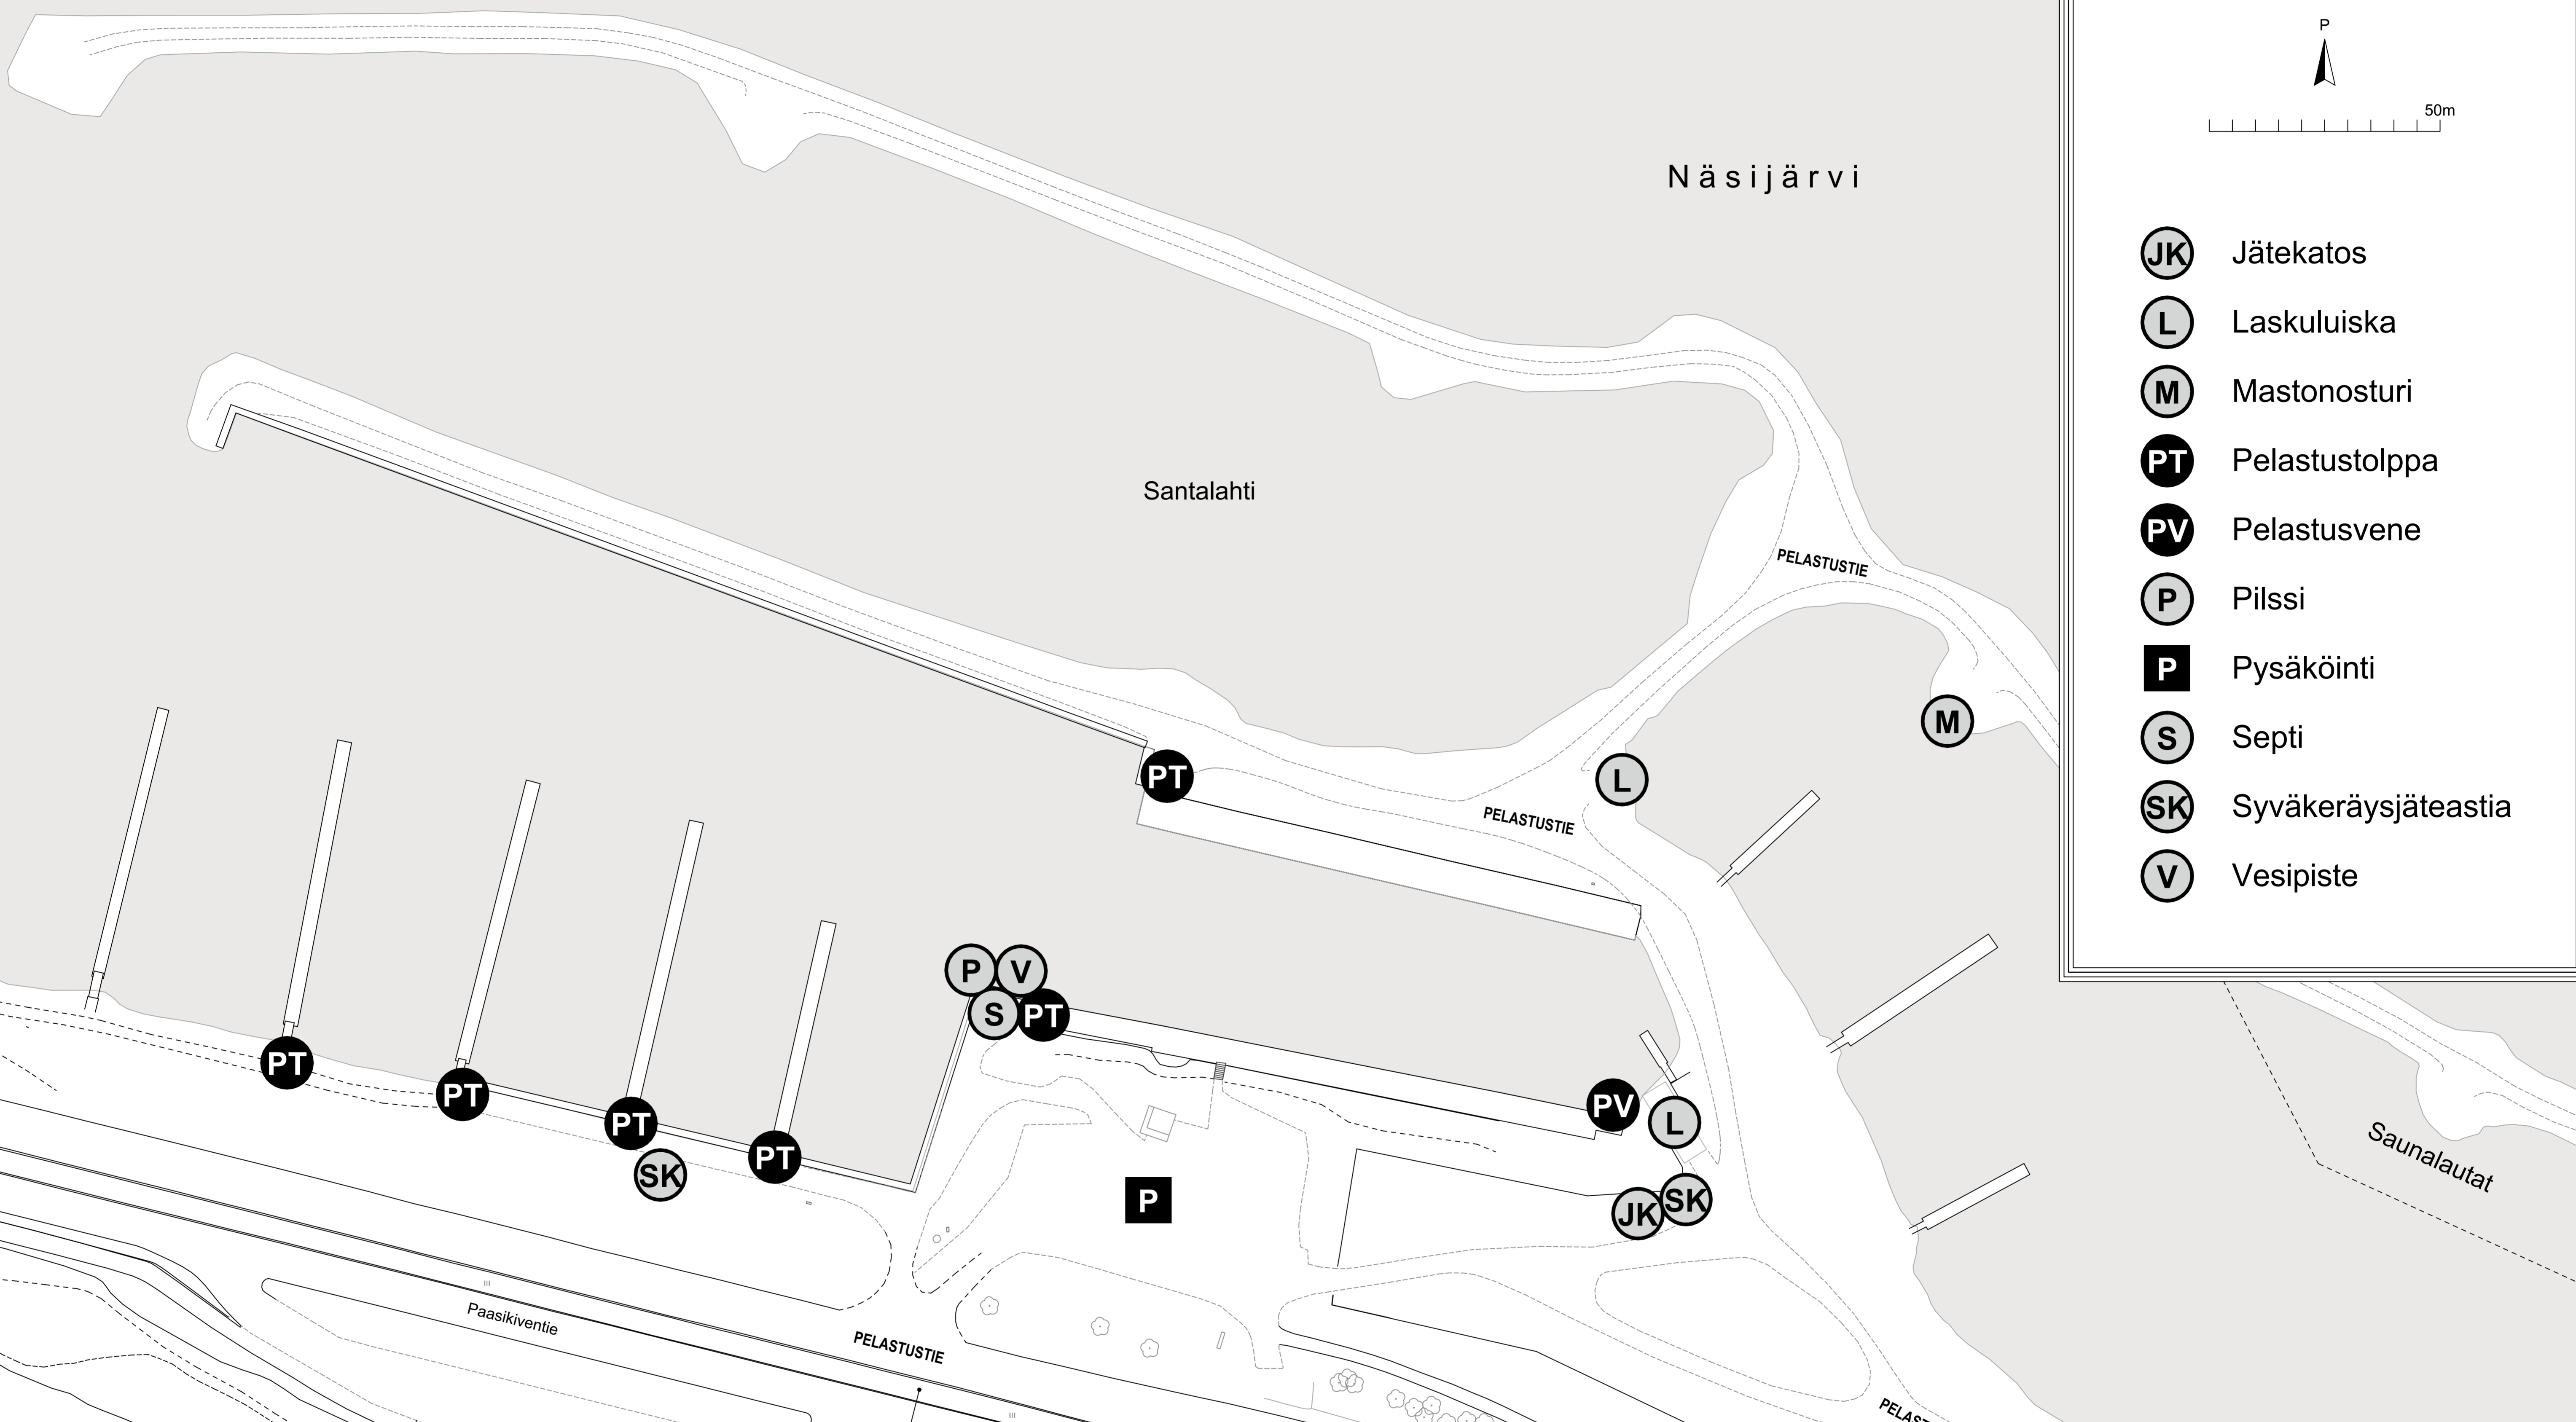 P
50m
Näsijärvi
JK Jätekatos
L Laskuluiska
M Mastonosturi
PT Pelastustolppa
PV Pelastusvene
P Pilssi
P Pysäköinti
S Septi
SK Syväkeräysjäteastia
V Vesipiste
Santalahti
PELASTUSTIE
M
PT
L
PELASTUSTIE
P V
S PT
PT
PT
PT
PT
SK
PV
L
P
JK SK
Saunalautat
Paasikiventie
PELASTUSTIE